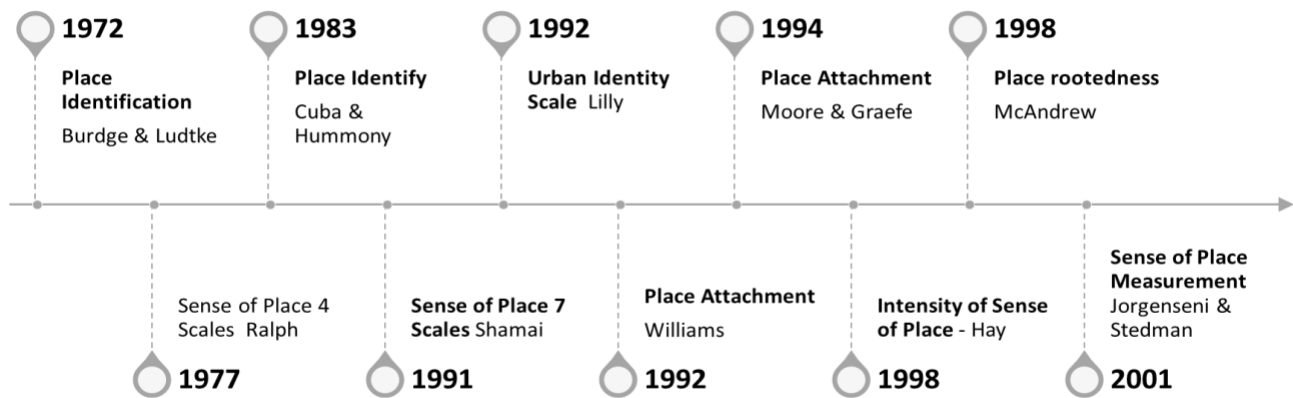 1972
Place
Identification
Burdge & Ludtke
1983
Place Identify
Cuba &
Hummony
1992
Urban Identity
Scale Lilly
1994
Place Attachment
Moore & Graefe
1998
Place rootedness
McAndrew
Sense of Place 4
Scales Ralph
1977
Sense of Place 7
Scales Shamai
1991
Place Attachment
Williams
1992
Intensity of Sense
of Place - Hay
1998
Sense of Place
Measurement
Jorgenseni &
Stedman
2001